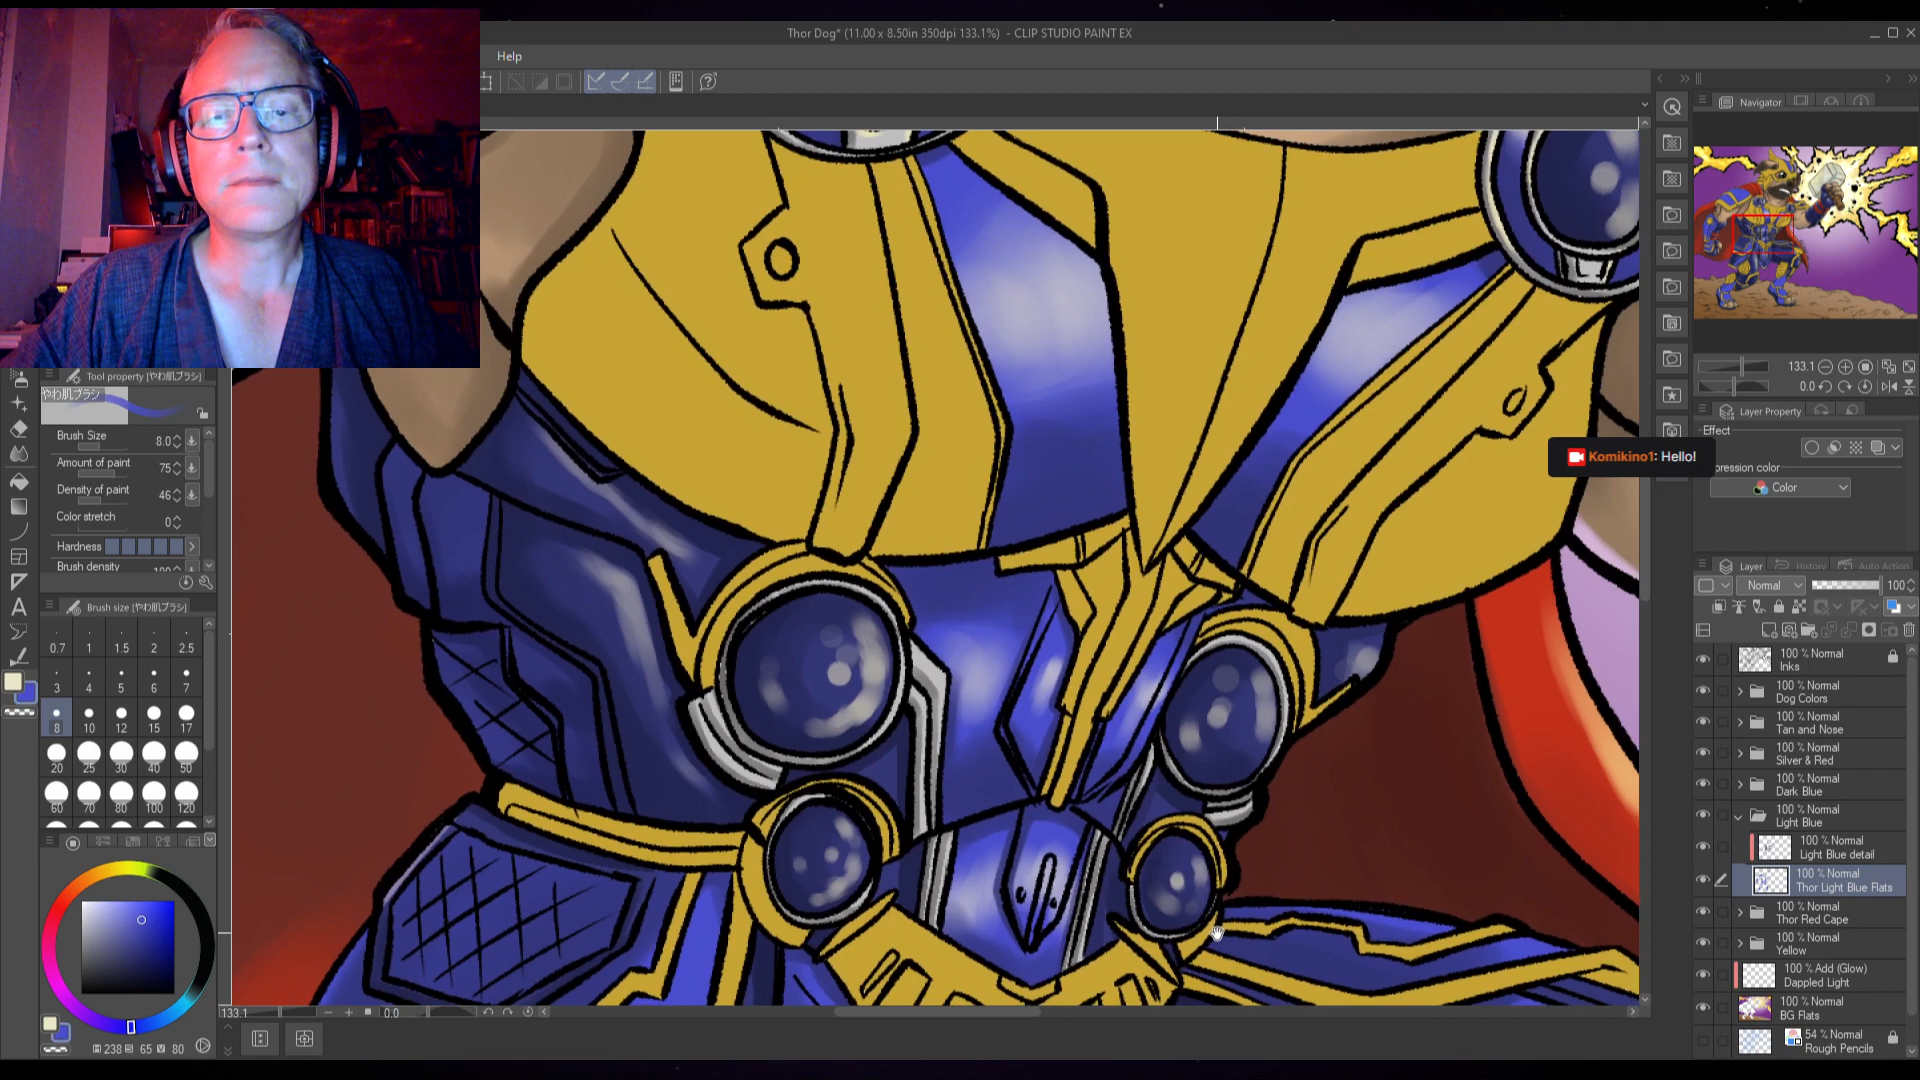 Thor Dog* (11.00 x 8.50in 350dpi 133.1%) - CLIP STUDIO PAINT EX
Help
Navigator
133.1
0.0
Layer Property
Effect
Komikino1: Hello!
pression color
Color
Tool property [やわ肌ブラシ]
やわ肌ブラシ
Brush Size 8.0
Amount of paint 75
Density of paint 46
Color stretch 0
Hardness
Brush density 100
Brush size [やわ肌ブラシ]
0.7 1 1.5 2 2.5
3 4 5 6 7
8 10 12 15 17
20 25 30 40 50
60 70 80 100 120
238 65 80
133.1 0.0
Layer History Auto Action
Normal 100
100 % Normal
Inks
100 % Normal
Dog Colors
100 % Normal
Tan and Nose
100 % Normal
Silver & Red
100 % Normal
Dark Blue
100 % Normal
Light Blue
100 % Normal
Light Blue detail
100 % Normal
Thor Light Blue Flats
100 % Normal
Thor Red Cape
100 % Normal
Yellow
100 % Add (Glow)
Dappled Light
100 % Normal
BG Flats
54 % Normal
Rough Pencils